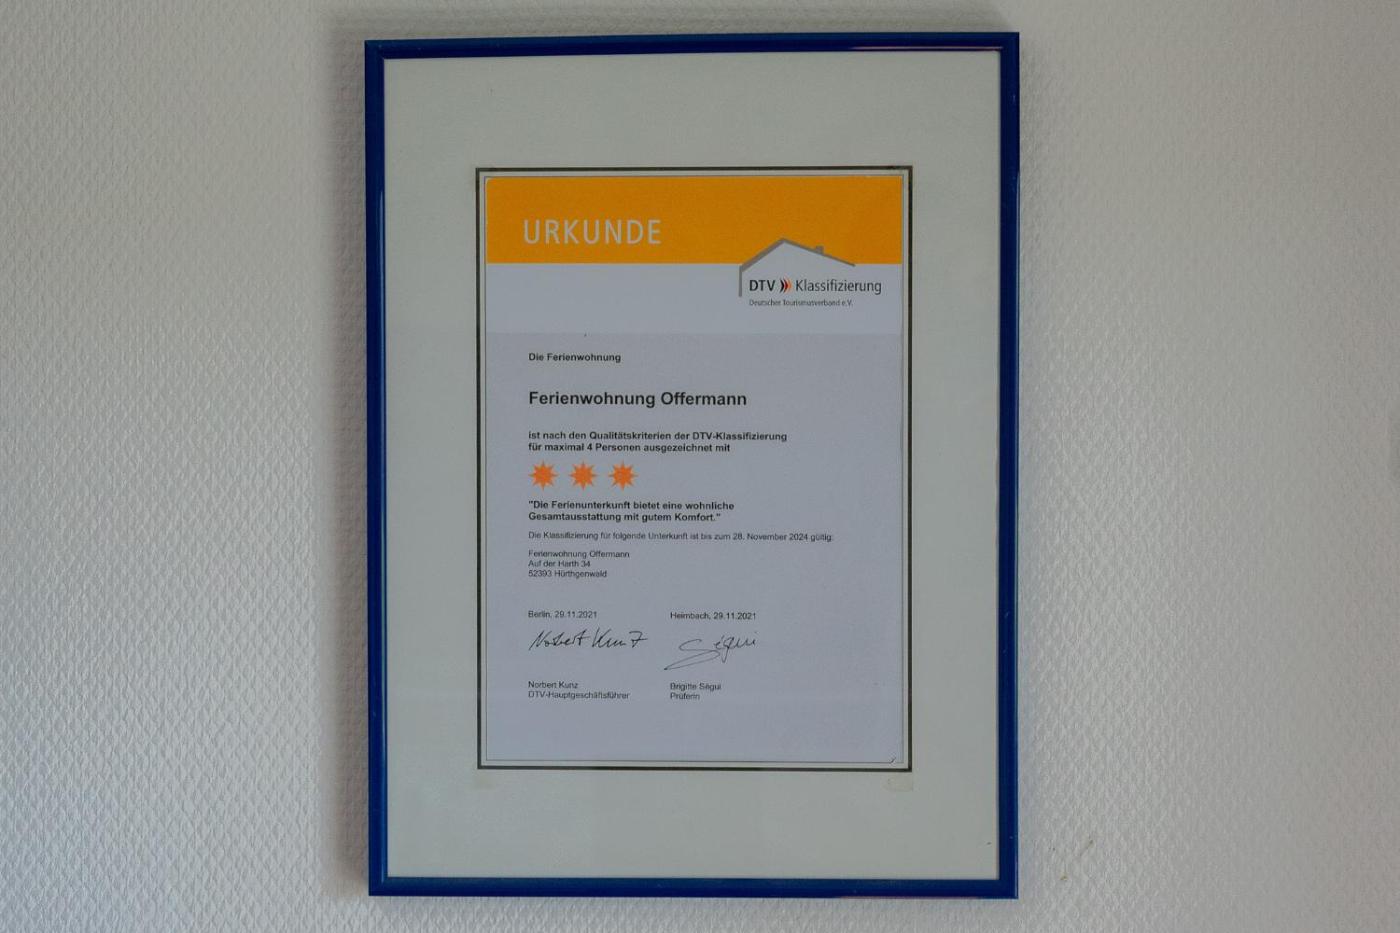 URKUNDE
DTV Klassifizierung
Deutscher Tourismusverband e.V.
Die Ferienwohnung
Ferienwohnung Offermann
ist nach den Qualitätskriterien der DTV-Klassifizierung
für maximal 4 Personen ausgezeichnet mit
"Die Ferienunterkunft bietet eine wohnliche
Gesamtausstattung mit gutem Komfort."
Die Klassifizierung für folgende Unterkunft ist bis zum 28. November 2024 gültig:
Ferienwohnung Offermann
Auf der Harth 34
52393 Hürthgenwald
Berlin, 29.11.2021
Heimbach, 29.11.2021
Norbert Kunz
Ségui
Norbert Kunz
DTV-Hauptgeschäftsführer
Brigitte Ségui
Prüferin